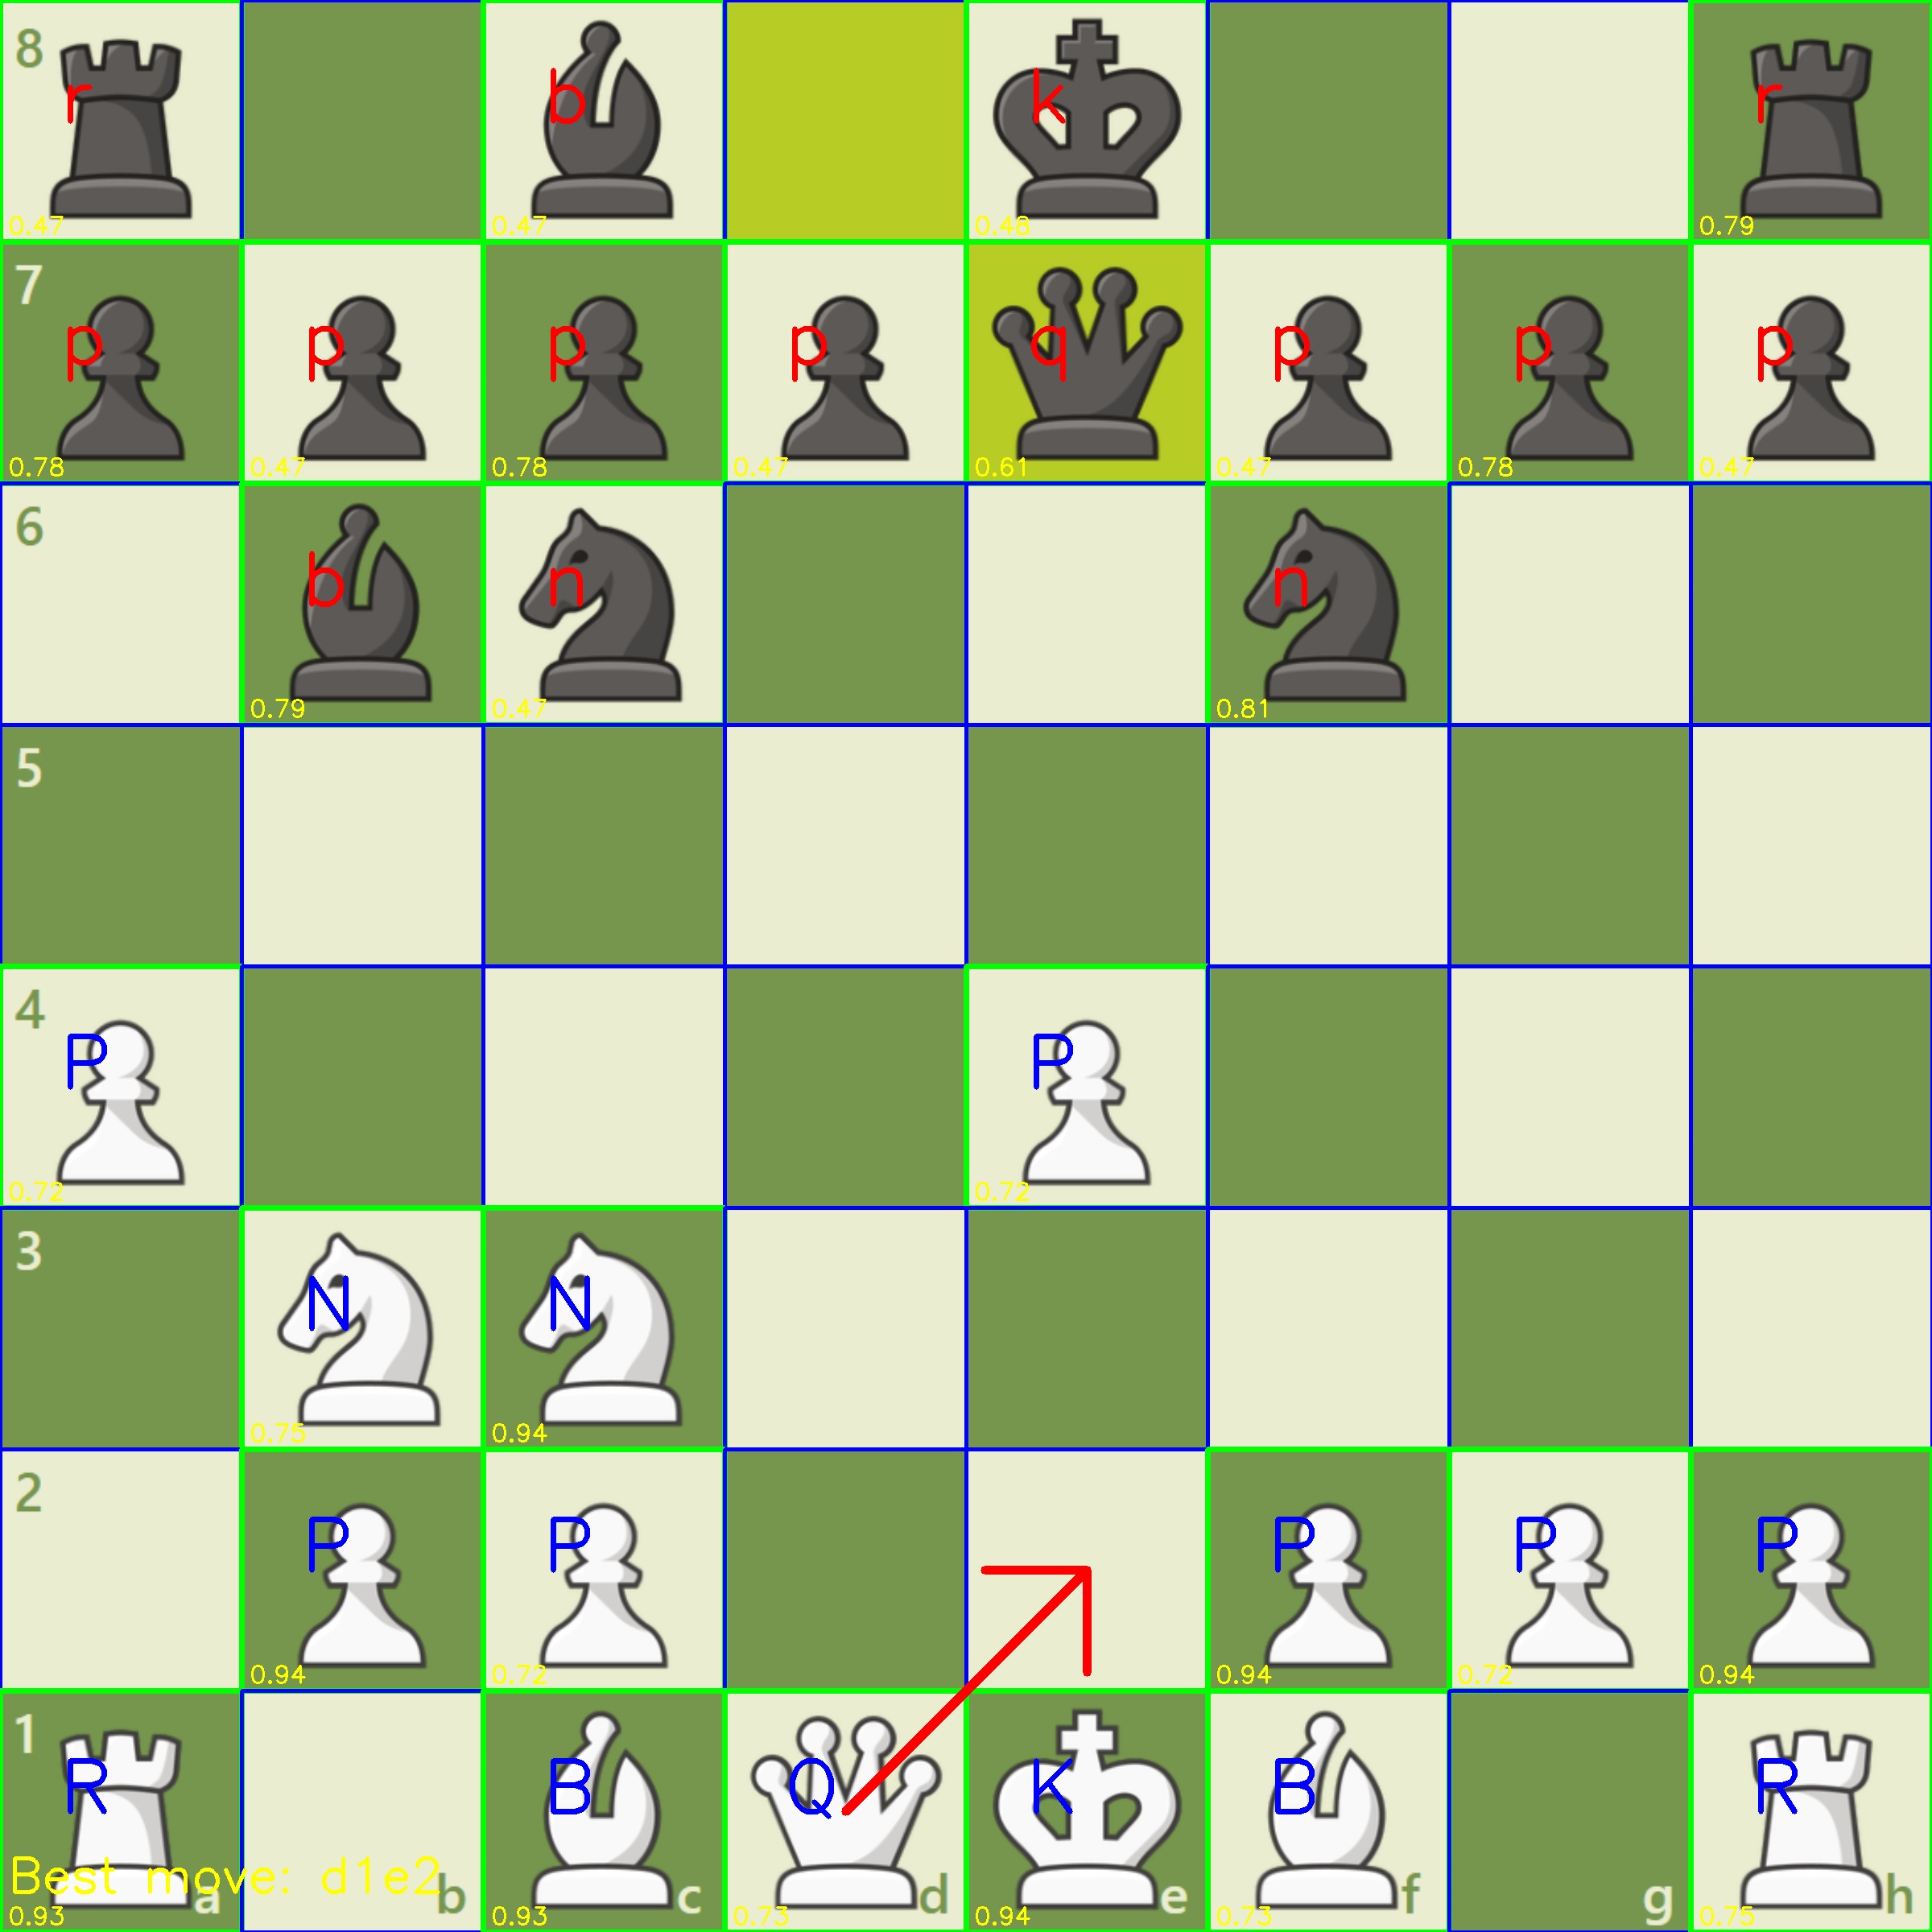 8 r b k r
0.47 0.47 0.48 0.79
7 p p p p q p p p
0.78 0.47 0.78 0.47 0.61 0.47 0.78 0.47
6 b n n
0.79 0.47 0.81
5
4 P P
0.72 0.72
3 N N
0.75 0.94
2 P P P P P
0.94 0.72 0.94 0.72 0.94
1 R B Q K B R
Best move: d1e2
a b c d e f g h
0.93 0.93 0.73 0.94 0.73 0.75